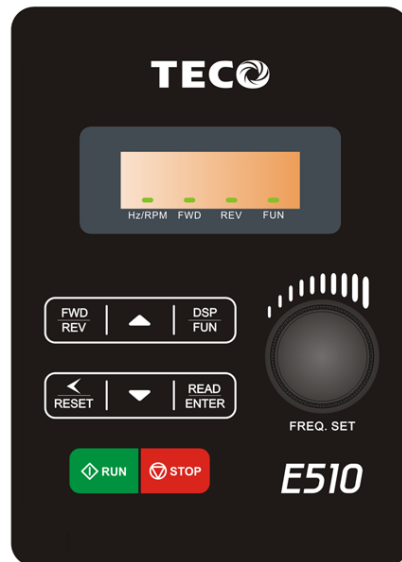 TECO
Hz/RPM FWD REV FUN
FWD
REV
DSP
FUN
RESET
READ
ENTER
FREQ. SET
RUN STOP
E510